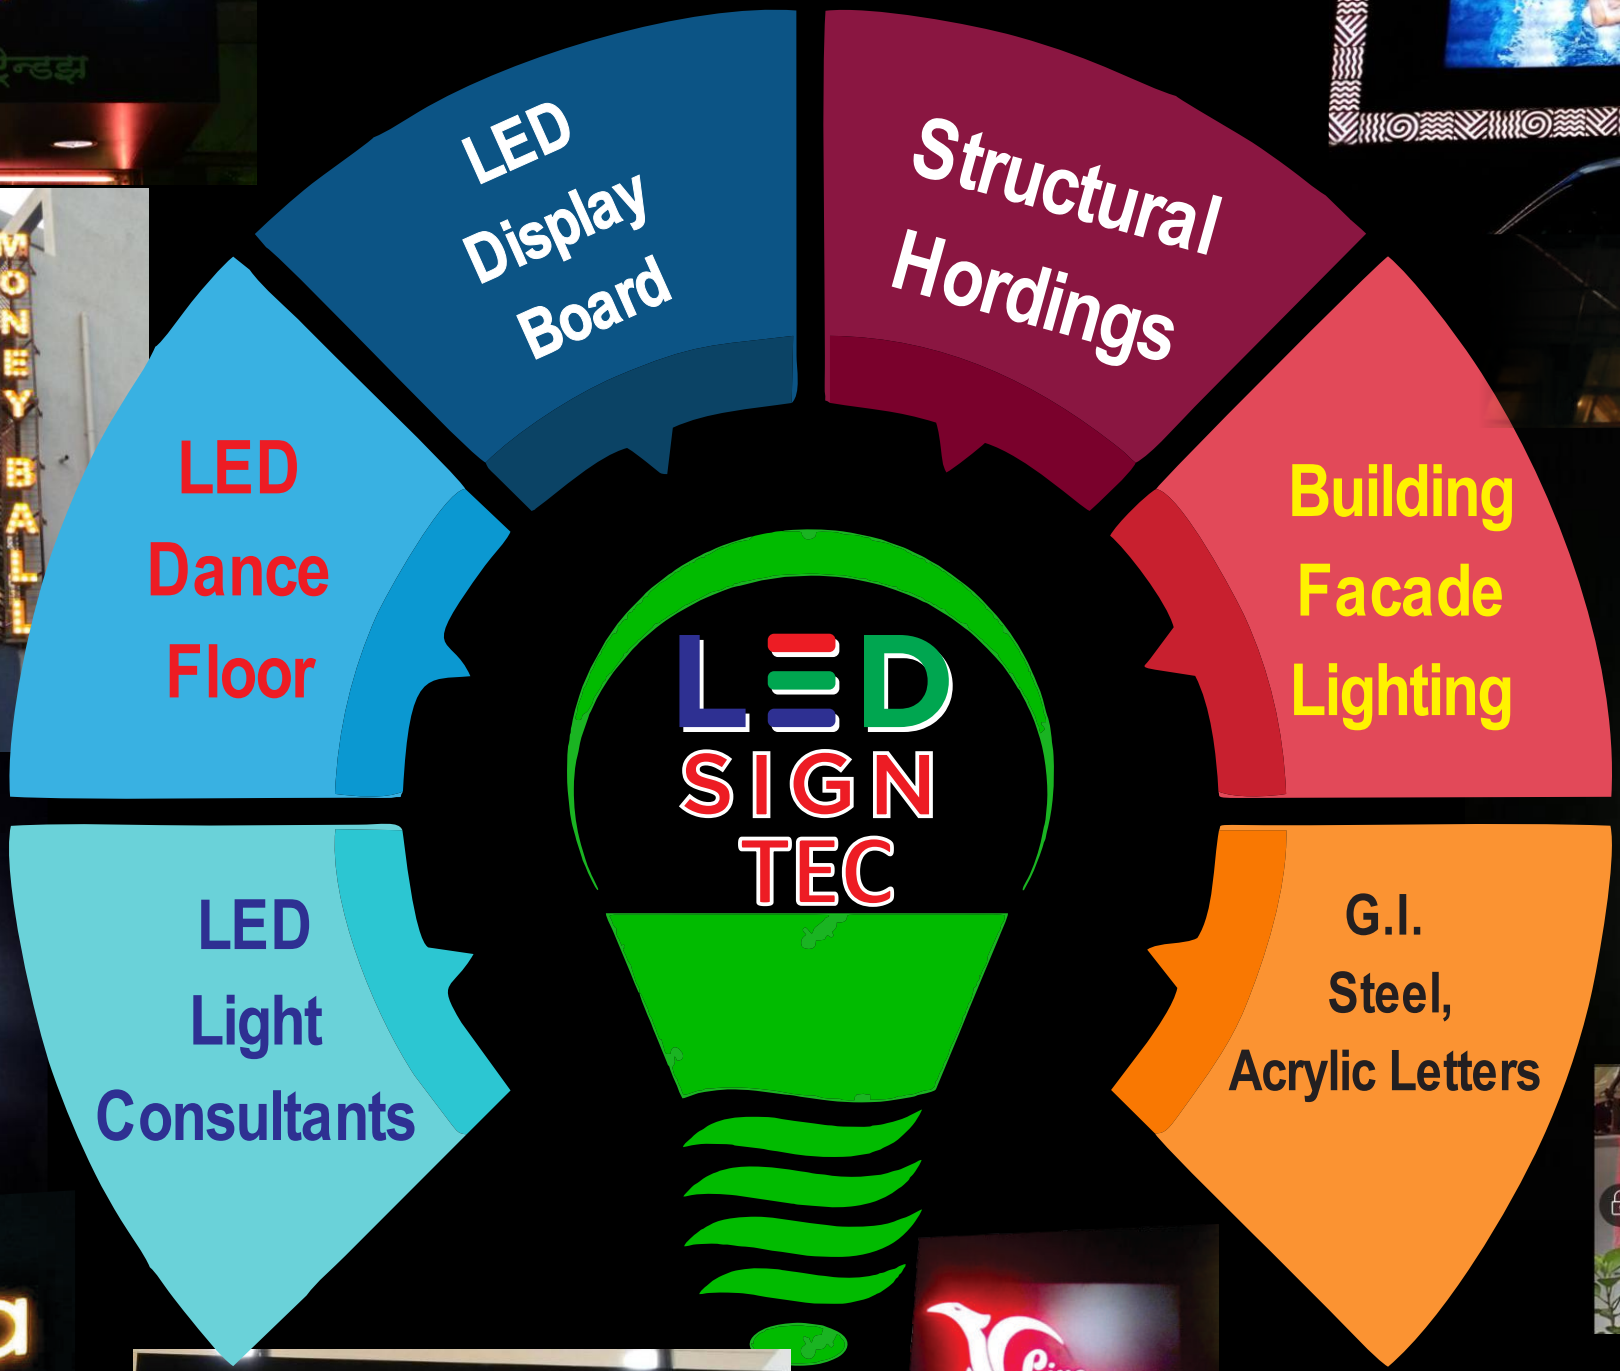 LED
Display
Board
Structural
Hordings
LED
Dance
Floor
Building
Facade
Lighting
LED
SIGN
TEC
LED
Light
Consultants
G.I.
Steel,
Acrylic Letters
MONEY BALL